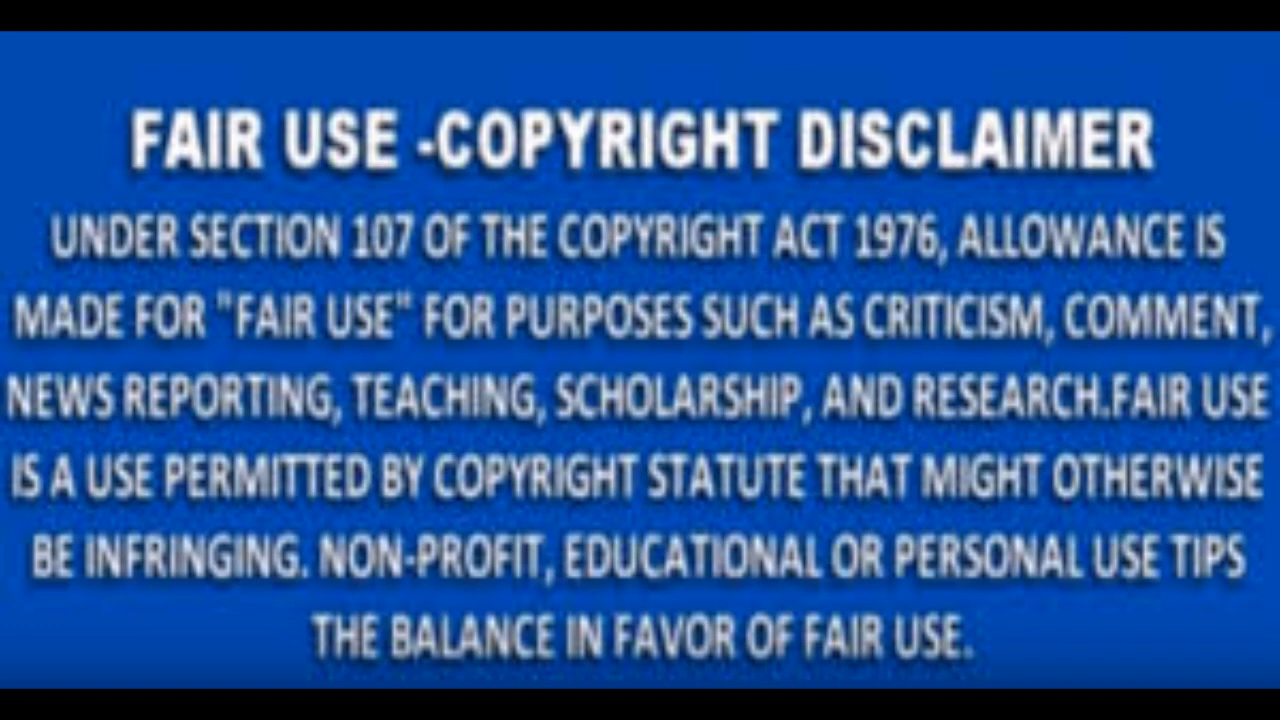 FAIR USE -COPYRIGHT DISCLAIMER
UNDER SECTION 107 OF THE COPYRIGHT ACT 1976, ALLOWANCE IS
MADE FOR "FAIR USE" FOR PURPOSES SUCH AS CRITICISM, COMMENT,
NEWS REPORTING, TEACHING, SCHOLARSHIP, AND RESEARCH.FAIR USE
IS A USE PERMITTED BY COPYRIGHT STATUTE THAT MIGHT OTHERWISE
BE INFRINGING. NON-PROFIT, EDUCATIONAL OR PERSONAL USE TIPS
THE BALANCE IN FAVOR OF FAIR USE.